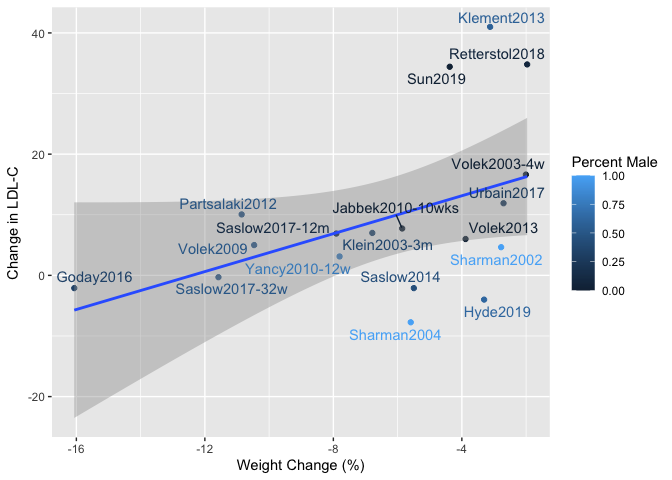 Klement2013
40
Retterstol2018
Sun2019
20
Volek2003-4w
Urbain2017
Partsalaki2012
Jabbek2010-10wks
Saslow2017-12m
Volek2013
Volek2009
Klein2003-3m
Sharman2002
Yancy2010-12w
0
Goday2016
Saslow2014
Saslow2017-32w
Hyde2019
Sharman2004
-20
-16
-12
-8
-4
Weight Change (%)
Change in LDL-C
Percent Male
1.00
0.75
0.50
0.25
0.00